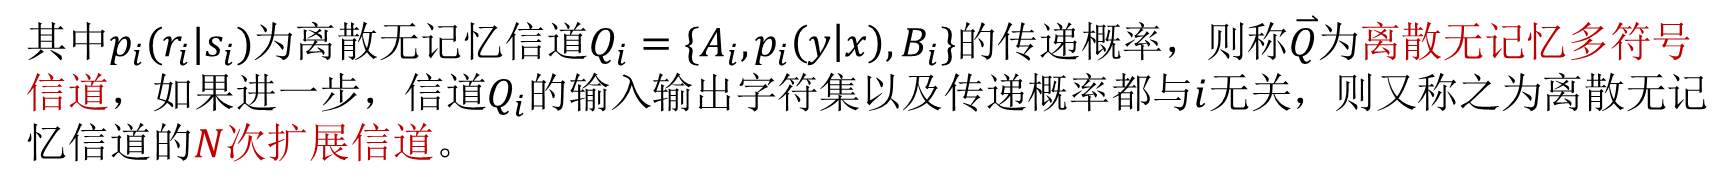 其中𝑝ᵢ(𝑟ᵢ|𝑠ᵢ)为离散无记忆信道𝑄ᵢ = {𝐴ᵢ, 𝑝ᵢ(𝑦|𝑥), 𝐵ᵢ}的传递概率，则称𝑄⃗为离散无记忆多符号
信道，如果进一步，信道𝑄ᵢ的输入输出字符集以及传递概率都与𝑖无关，则又称之为离散无记
忆信道的𝑁次扩展信道。